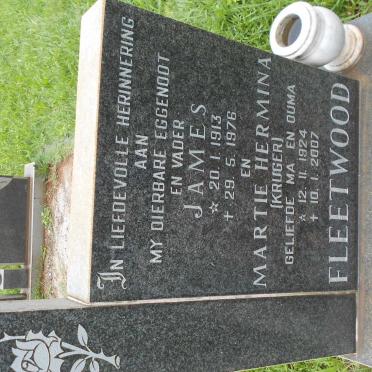 IN LIEFDEVOLLE HERINNERING
AAN
MY DIERBARE EGGENOOT
EN VADER
JAMES
* 20. 1. 1913
+ 29. 5. 1976
EN
MARTIE HERMINA
(KRUGER)
GELIEFDE MA EN OUMA
* 12. 11. 1924
+ 10. 1. 2007
FLEETWOOD